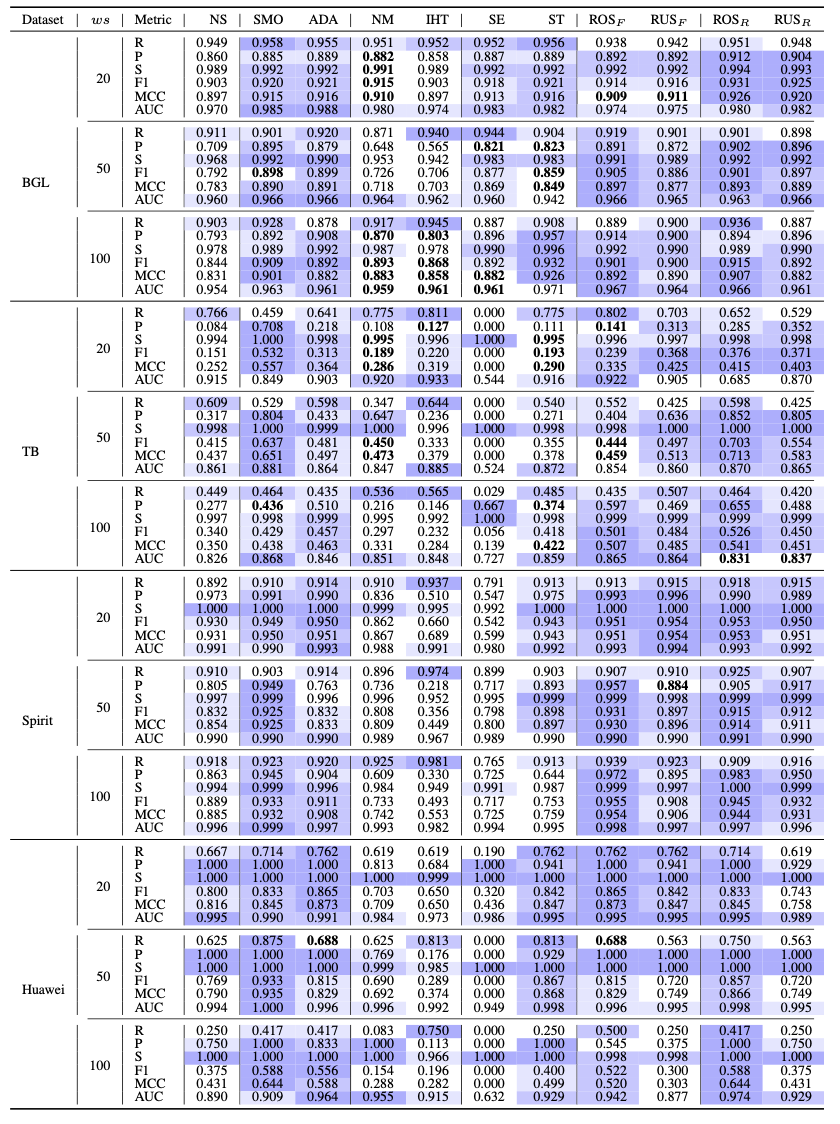 Dataset ws Metric NS SMO ADA NM IHT SE ST ROS_F RUS_F ROS_R RUS_R
R 0.949 0.958 0.955 0.951 0.952 0.952 0.956 0.938 0.942 0.951 0.948
P 0.860 0.885 0.889 0.882 0.858 0.887 0.889 0.892 0.892 0.912 0.904
20 S 0.989 0.992 0.992 0.991 0.989 0.992 0.992 0.992 0.992 0.994 0.993
F1 0.903 0.920 0.921 0.915 0.903 0.918 0.921 0.914 0.916 0.931 0.925
MCC 0.897 0.915 0.916 0.910 0.897 0.913 0.916 0.909 0.911 0.926 0.920
AUC 0.970 0.985 0.988 0.980 0.974 0.983 0.982 0.974 0.975 0.980 0.982
R 0.911 0.901 0.920 0.871 0.940 0.944 0.904 0.919 0.901 0.901 0.898
P 0.709 0.895 0.879 0.648 0.565 0.821 0.823 0.891 0.872 0.902 0.896
BGL 50 S 0.968 0.992 0.990 0.953 0.942 0.983 0.983 0.991 0.989 0.992 0.992
F1 0.792 0.898 0.899 0.726 0.706 0.877 0.859 0.905 0.886 0.901 0.897
MCC 0.783 0.890 0.891 0.718 0.703 0.869 0.849 0.897 0.877 0.893 0.889
AUC 0.960 0.966 0.966 0.964 0.962 0.960 0.942 0.966 0.965 0.963 0.966
R 0.903 0.928 0.878 0.917 0.945 0.887 0.908 0.889 0.900 0.936 0.887
P 0.793 0.892 0.908 0.870 0.803 0.896 0.957 0.914 0.900 0.894 0.896
100 S 0.978 0.989 0.992 0.987 0.978 0.990 0.996 0.992 0.990 0.989 0.990
F1 0.844 0.909 0.892 0.893 0.868 0.892 0.932 0.901 0.900 0.915 0.892
MCC 0.831 0.901 0.882 0.883 0.858 0.882 0.926 0.892 0.890 0.907 0.882
AUC 0.954 0.963 0.961 0.959 0.961 0.961 0.971 0.967 0.964 0.966 0.961
R 0.766 0.459 0.641 0.775 0.811 0.000 0.775 0.802 0.703 0.652 0.529
P 0.084 0.708 0.218 0.108 0.127 0.000 0.111 0.141 0.313 0.285 0.352
20 S 0.994 1.000 0.998 0.995 0.996 1.000 0.995 0.996 0.997 0.998 0.998
F1 0.151 0.532 0.313 0.189 0.220 0.000 0.193 0.239 0.368 0.376 0.371
MCC 0.252 0.557 0.364 0.286 0.319 0.000 0.290 0.335 0.425 0.415 0.403
AUC 0.915 0.849 0.903 0.920 0.933 0.544 0.916 0.922 0.905 0.685 0.870
R 0.609 0.529 0.598 0.347 0.644 0.000 0.540 0.552 0.425 0.598 0.425
P 0.317 0.804 0.433 0.647 0.236 0.000 0.271 0.404 0.636 0.852 0.805
TB 50 S 0.998 1.000 0.999 1.000 0.996 1.000 0.998 0.998 1.000 1.000 1.000
F1 0.415 0.637 0.481 0.450 0.333 0.000 0.355 0.444 0.497 0.703 0.554
MCC 0.437 0.651 0.497 0.473 0.379 0.000 0.378 0.459 0.513 0.713 0.583
AUC 0.861 0.881 0.864 0.847 0.885 0.524 0.872 0.854 0.860 0.870 0.865
R 0.449 0.464 0.435 0.536 0.565 0.029 0.485 0.435 0.507 0.464 0.420
P 0.277 0.436 0.510 0.216 0.146 0.667 0.374 0.597 0.469 0.655 0.488
100 S 0.997 0.998 0.999 0.995 0.992 1.000 0.998 0.999 0.999 0.999 0.999
F1 0.340 0.429 0.457 0.297 0.232 0.056 0.418 0.501 0.484 0.526 0.450
MCC 0.350 0.438 0.463 0.331 0.284 0.139 0.422 0.507 0.485 0.541 0.451
AUC 0.826 0.868 0.846 0.851 0.848 0.727 0.859 0.865 0.864 0.831 0.837
R 0.892 0.910 0.914 0.910 0.937 0.791 0.913 0.913 0.915 0.918 0.915
P 0.973 0.991 0.990 0.836 0.510 0.547 0.975 0.993 0.996 0.990 0.989
20 S 1.000 1.000 1.000 0.999 0.995 0.992 1.000 1.000 1.000 1.000 1.000
F1 0.930 0.949 0.950 0.862 0.660 0.542 0.943 0.951 0.954 0.953 0.950
MCC 0.931 0.950 0.951 0.867 0.689 0.599 0.943 0.951 0.954 0.953 0.951
AUC 0.991 0.990 0.993 0.988 0.991 0.980 0.992 0.993 0.994 0.993 0.992
R 0.910 0.903 0.914 0.896 0.974 0.899 0.903 0.907 0.910 0.925 0.907
P 0.805 0.949 0.763 0.736 0.218 0.717 0.893 0.957 0.884 0.905 0.917
Spirit 50 S 0.997 0.999 0.996 0.996 0.952 0.995 0.999 0.999 0.998 0.999 0.999
F1 0.832 0.925 0.832 0.808 0.356 0.798 0.898 0.931 0.897 0.915 0.912
MCC 0.854 0.925 0.833 0.809 0.449 0.800 0.897 0.930 0.896 0.914 0.911
AUC 0.990 0.990 0.990 0.989 0.967 0.989 0.990 0.990 0.990 0.991 0.990
R 0.918 0.923 0.920 0.925 0.981 0.765 0.913 0.939 0.923 0.909 0.916
P 0.863 0.945 0.904 0.609 0.330 0.725 0.644 0.972 0.895 0.983 0.950
100 S 0.994 0.999 0.996 0.984 0.949 0.991 0.987 0.999 0.997 1.000 0.999
F1 0.889 0.933 0.911 0.733 0.493 0.717 0.753 0.955 0.908 0.945 0.932
MCC 0.885 0.932 0.908 0.742 0.553 0.725 0.759 0.954 0.906 0.944 0.931
AUC 0.996 0.999 0.997 0.993 0.982 0.994 0.995 0.998 0.997 0.997 0.996
R 0.667 0.714 0.762 0.619 0.619 0.190 0.762 0.762 0.762 0.714 0.619
P 1.000 1.000 1.000 0.813 0.684 1.000 0.941 1.000 0.941 1.000 0.929
20 S 1.000 1.000 1.000 1.000 0.999 1.000 1.000 1.000 1.000 1.000 1.000
F1 0.800 0.833 0.865 0.703 0.650 0.320 0.842 0.865 0.842 0.833 0.743
MCC 0.816 0.845 0.873 0.709 0.650 0.436 0.847 0.873 0.847 0.845 0.758
AUC 0.995 0.990 0.991 0.984 0.973 0.986 0.995 0.995 0.995 0.995 0.989
R 0.625 0.875 0.688 0.625 0.813 0.000 0.813 0.688 0.563 0.750 0.563
P 1.000 1.000 1.000 0.769 0.176 0.000 0.929 1.000 1.000 1.000 1.000
Huawei 50 S 1.000 1.000 1.000 0.999 0.985 1.000 1.000 1.000 1.000 1.000 1.000
F1 0.769 0.933 0.815 0.690 0.289 0.000 0.867 0.815 0.720 0.857 0.720
MCC 0.790 0.935 0.829 0.692 0.374 0.000 0.868 0.829 0.749 0.866 0.749
AUC 0.994 1.000 0.996 0.996 0.992 0.949 0.998 0.996 0.995 0.998 0.995
R 0.250 0.417 0.417 0.083 0.750 0.000 0.250 0.500 0.250 0.417 0.250
P 0.750 1.000 0.833 1.000 0.113 0.000 1.000 0.545 0.375 1.000 0.750
100 S 1.000 1.000 1.000 1.000 0.966 1.000 1.000 0.998 0.998 1.000 1.000
F1 0.375 0.588 0.556 0.154 0.196 0.000 0.400 0.522 0.300 0.588 0.375
MCC 0.431 0.644 0.588 0.288 0.282 0.000 0.499 0.520 0.303 0.644 0.431
AUC 0.890 0.909 0.964 0.955 0.915 0.632 0.929 0.942 0.877 0.974 0.929